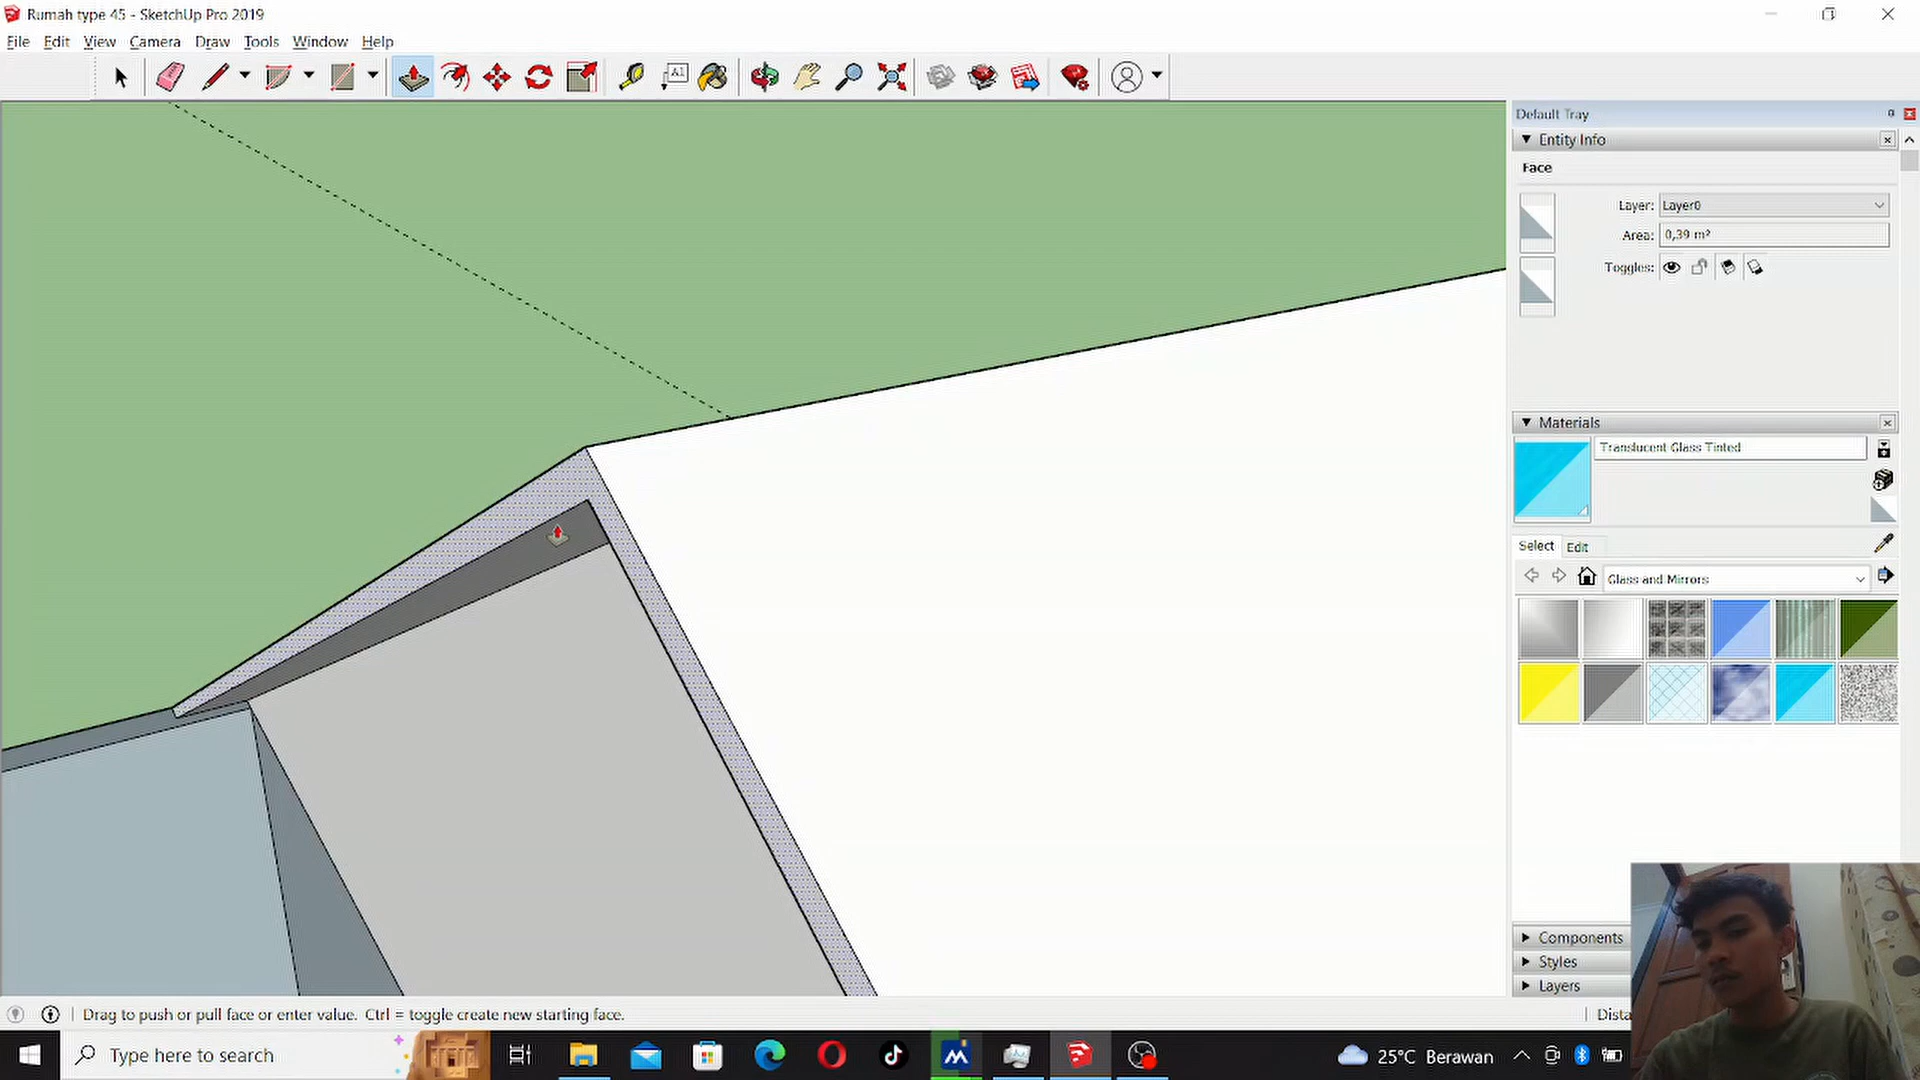 Rumah type 45 - SketchUp Pro 2019
File Edit View Camera Draw Tools Window Help
A1
Default Tray
Entity Info
Face
Layer: Layer0
Area: 0,39 m²
Toggles:
Materials
Translucent Glass Tinted
Select Edit
Glass and Mirrors
Components
Styles
Layers
Drag to push or pull face or enter value. Ctrl = toggle create new starting face.
Dista
Type here to search
25°C Berawan